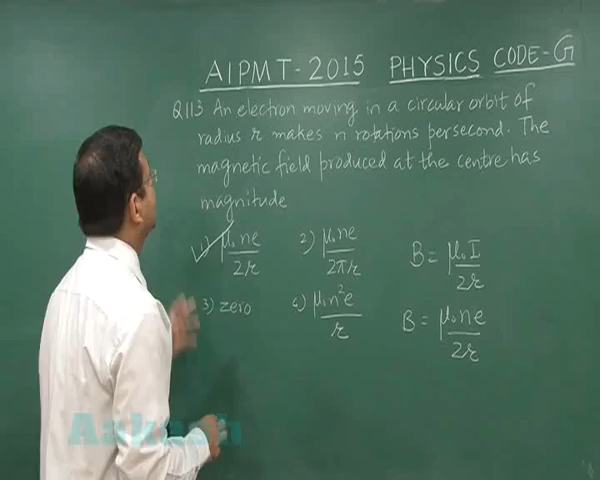 AIPMT-2015 PHYSICS CODE-G
Q113 An electron moving in a circular orbit of
radius r makes n rotations per second. The
magnetic field produced at the centre has
magnitude
1) μ₀ne/2r 2) μ₀ne/2πr B = μ₀I/2r
3) zero 4) μ₀n²e/r B = μ₀ne/2r
Aakash